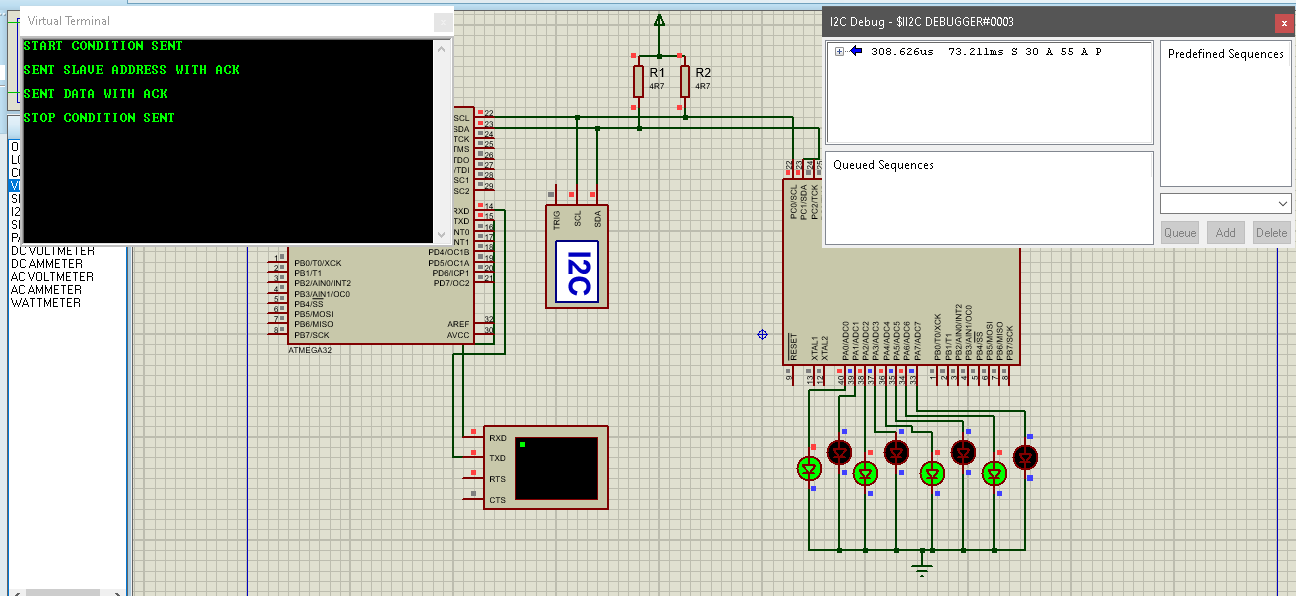 Virtual Terminal
x
START CONDITION SENT
SENT SLAVE ADDRESS WITH ACK
SENT DATA WITH ACK
STOP CONDITION SENT
DC VOLTMETER
DC AMMETER
AC VOLTMETER
AC AMMETER
WATTMETER
I2C Debug - $II2C DEBUGGER#0003
x
308.626us 73.211ms S 30 A 55 A P
Predefined Sequences
Queued Sequences
Queue Add Delete
R1
4R7
R2
4R7
SCL 22
SDA 23
TCK 24
TMS 25
TDO 26
/TDI 27
SC1 28
SC2 29
RXD 14
TXD 15
NT0 16
NT1 17
PD4/OC1B 18
PD5/OC1A 19
PD6/ICP1 20
PD7/OC2 21
AREF 32
AVCC 30
1 PB0/T0/XCK
2 PB1/T1
3 PB2/AIN0/INT2
4 PB3/AIN1/OC0
5 PB4/SS
6 PB5/MOSI
7 PB6/MISO
8 PB7/SCK
ATMEGA32
TRIG
SCL
SDA
I2C
RXD
TXD
RTS
CTS
22 23 24 25
PC0/SCL
PC1/SDA
PC2/TCK
RESET
XTAL1
XTAL2
PA0/ADC0
PA1/ADC1
PA2/ADC2
PA3/ADC3
PA4/ADC4
PA5/ADC5
PA6/ADC6
PA7/ADC7
PB0/T0/XCK
PB1/T1
PB2/AIN0/INT2
PB3/AIN1/OC0
PB4/SS
PB5/MOSI
PB6/MISO
PB7/SCK
9 13 12 40 39 38 37 36 35 34 33 1 2 3 4 5 6 7 8